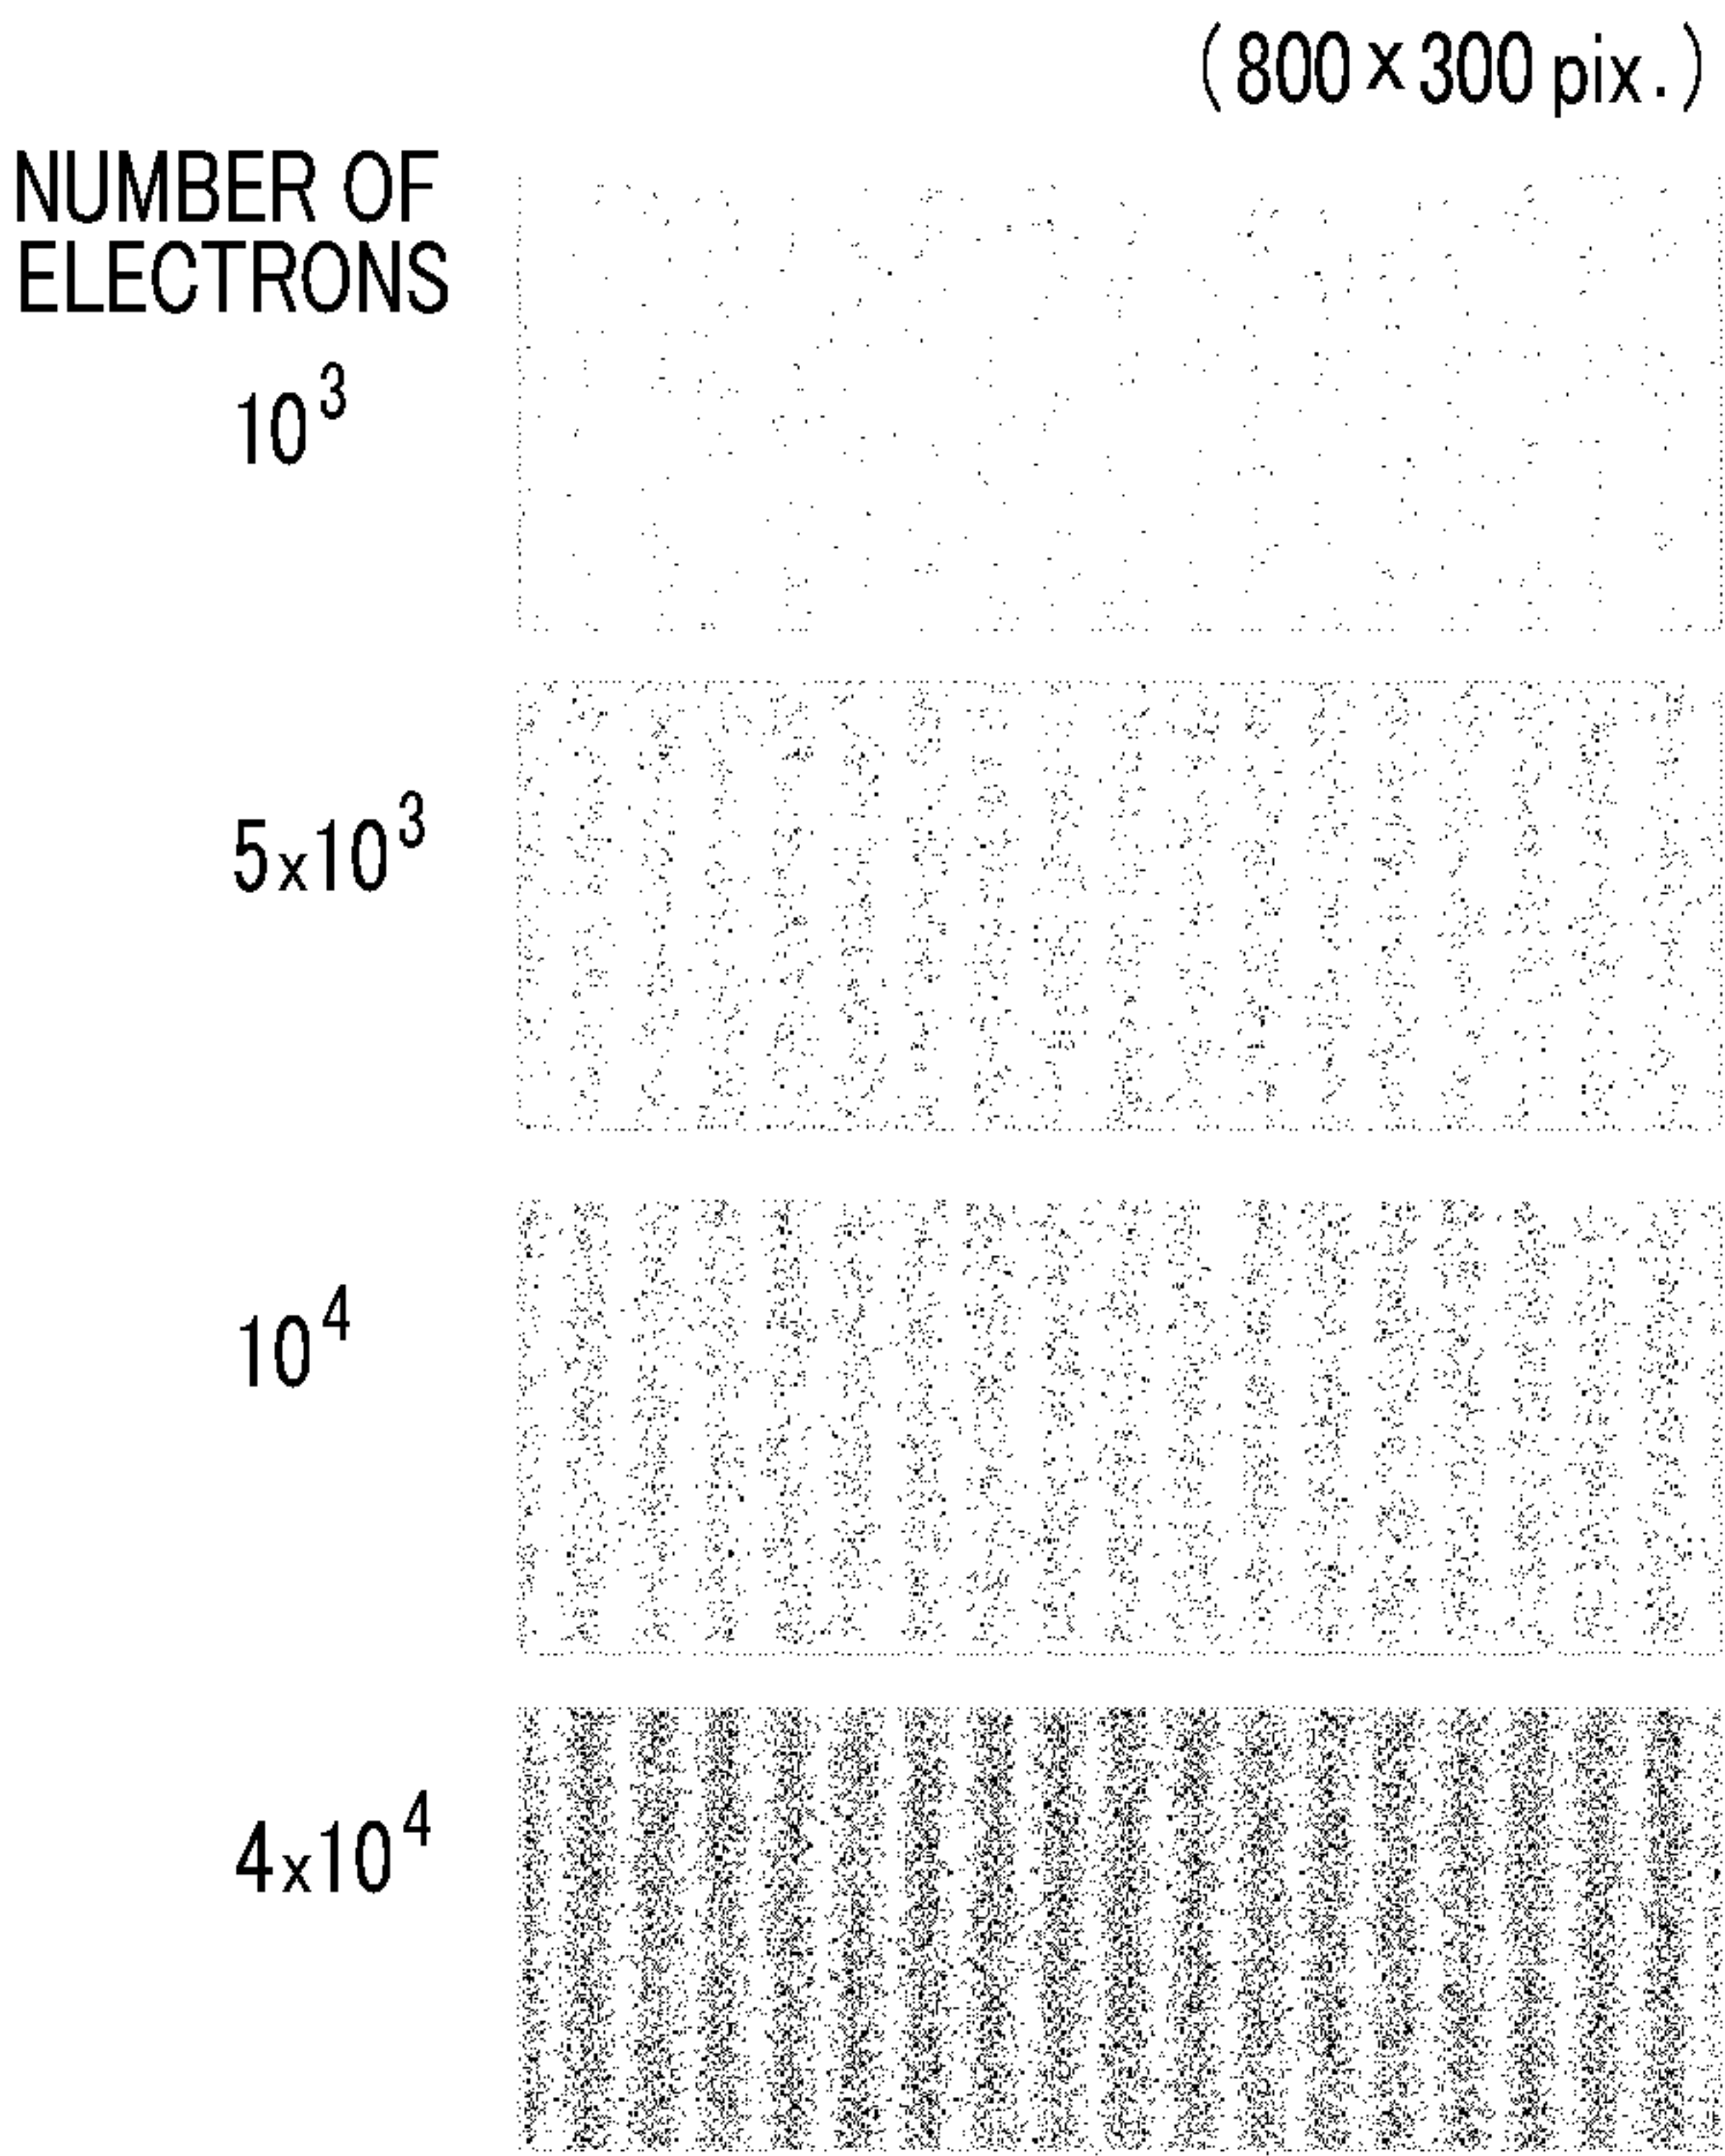 (800×300 pix.)
NUMBER OF
ELECTRONS
10³
5x10³
10⁴
4x10⁴